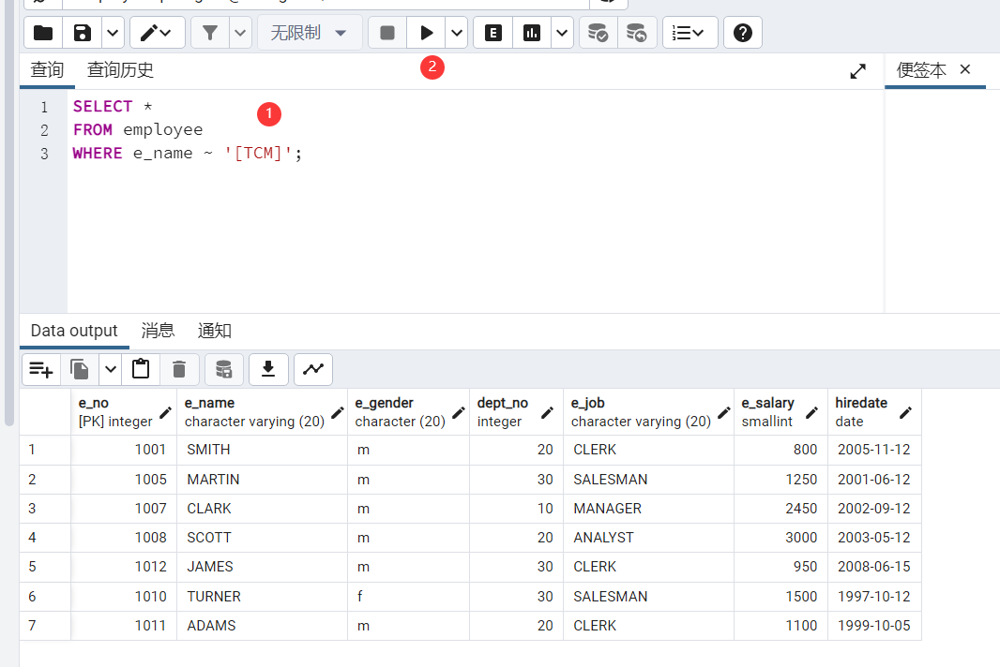 无限制
E
查询 查询历史 2 便签本 ×
1 SELECT * 1
2 FROM employee
3 WHERE e_name ~ '[TCM]';
Data output 消息 通知
e_no e_name e_gender dept_no e_job e_salary hiredate
[PK] integer character varying (20) character (20) integer character varying (20) smallint date
1 1001 SMITH m 20 CLERK 800 2005-11-12
2 1005 MARTIN m 30 SALESMAN 1250 2001-06-12
3 1007 CLARK m 10 MANAGER 2450 2002-09-12
4 1008 SCOTT m 20 ANALYST 3000 2003-05-12
5 1012 JAMES m 30 CLERK 950 2008-06-15
6 1010 TURNER f 30 SALESMAN 1500 1997-10-12
7 1011 ADAMS m 20 CLERK 1100 1999-10-05